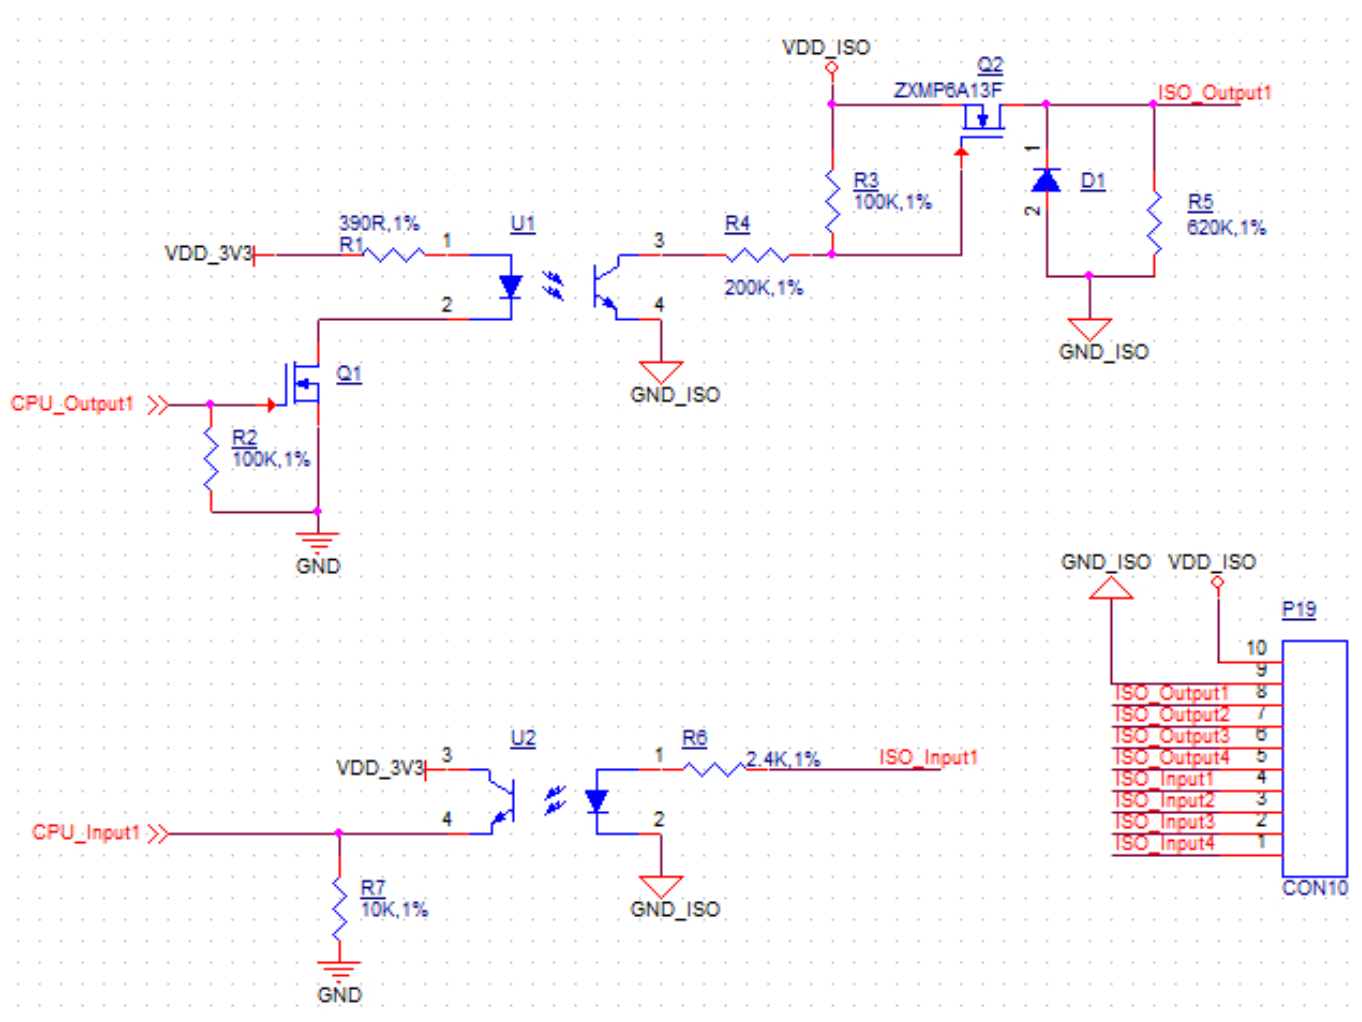 VDD_ISO
Q2
ZXMP6A13F
ISO_Output1
1
D1
2
R3
100K,1%
R5
620K,1%
390R,1%
R1
VDD_3V3
1
U1
3
R4
200K,1%
2
4
GND_ISO
GND_ISO
Q1
CPU_Output1
R2
100K,1%
GND
GND_ISO
VDD_ISO
P19
10
9
ISO_Output1 8
ISO_Output2 7
ISO_Output3 6
ISO_Output4 5
ISO_Input1 4
ISO_Input2 3
ISO_Input3 2
ISO_Input4 1
CON10
U2
VDD_3V3
3
1
R6
2.4K,1%
ISO_Input1
CPU_Input1
4
2
R7
10K,1%
GND_ISO
GND